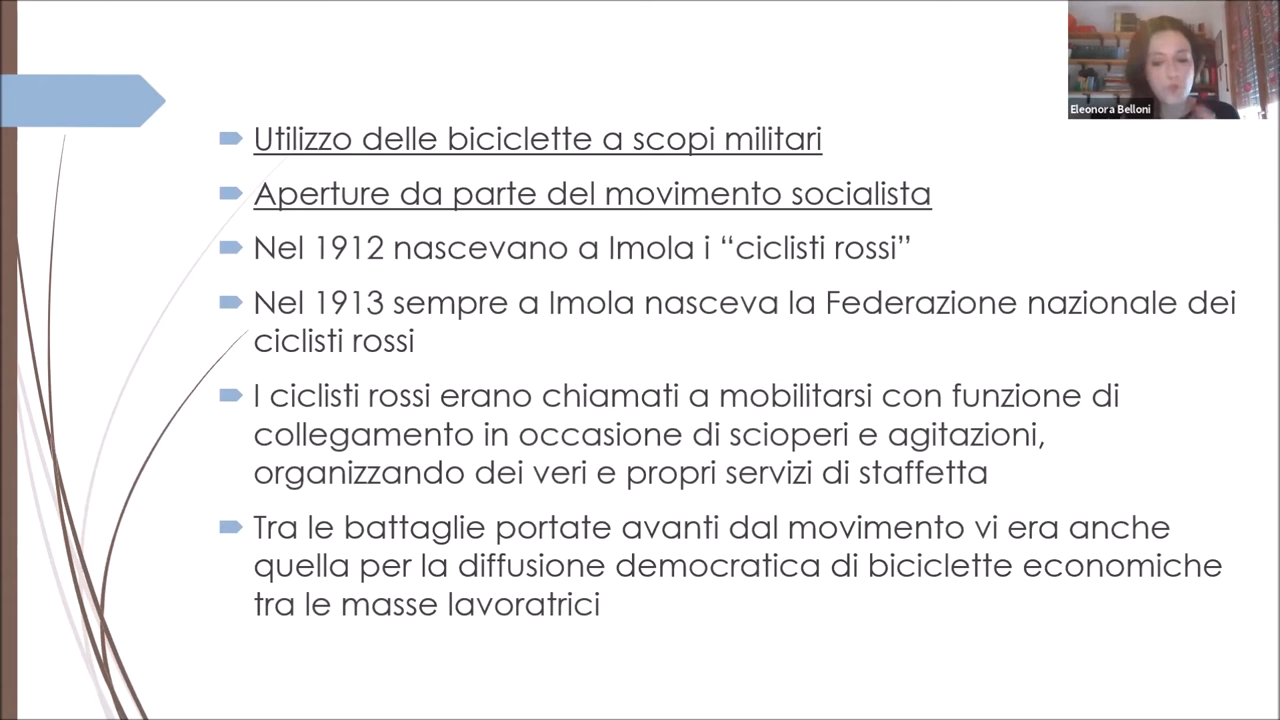 Eleonora Belloni
Utilizzo delle biciclette a scopi militari
Aperture da parte del movimento socialista
Nel 1912 nascevano a Imola i “ciclisti rossi”
Nel 1913 sempre a Imola nasceva la Federazione nazionale dei
ciclisti rossi
I ciclisti rossi erano chiamati a mobilitarsi con funzione di
collegamento in occasione di scioperi e agitazioni,
organizzando dei veri e propri servizi di staffetta
Tra le battaglie portate avanti dal movimento vi era anche
quella per la diffusione democratica di biciclette economiche
tra le masse lavoratrici